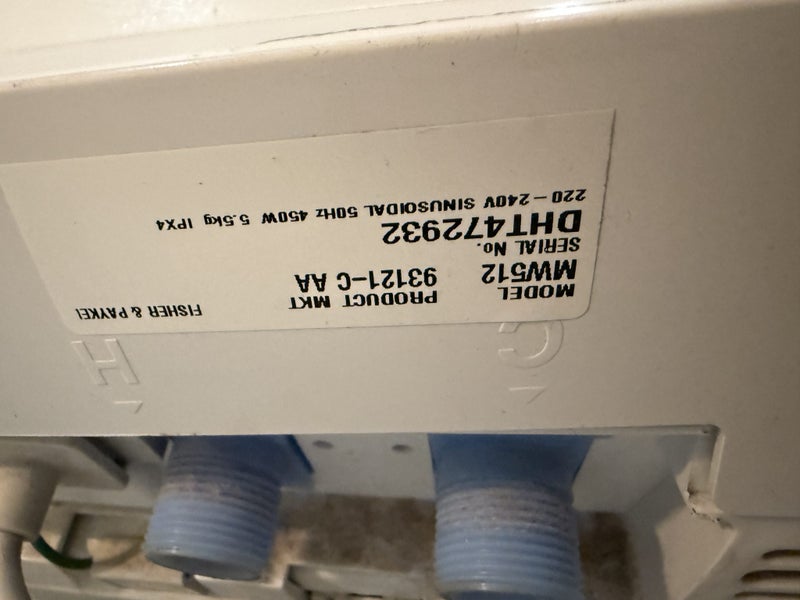 MODEL PRODUCT MKT FISHER & PAYKEL
MW512 93121-C AA
SERIAL No.
DHT472932
220-240V SINUSOIDAL 50Hz 450W 5.5kg IPX4
C H